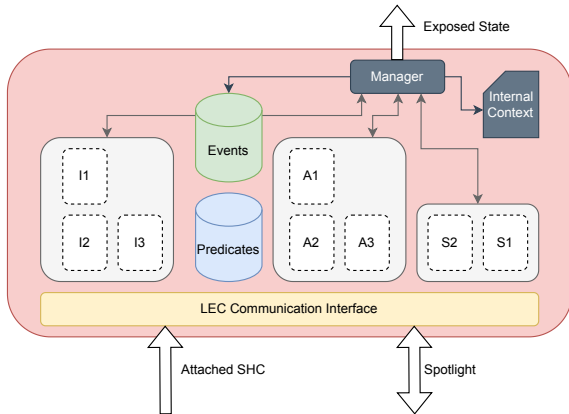 Exposed State
Manager
Internal
Context
Events
I1
A1
I2
I3
Predicates
A2
A3
S2
S1
LEC Communication Interface
Attached SHC
Spotlight